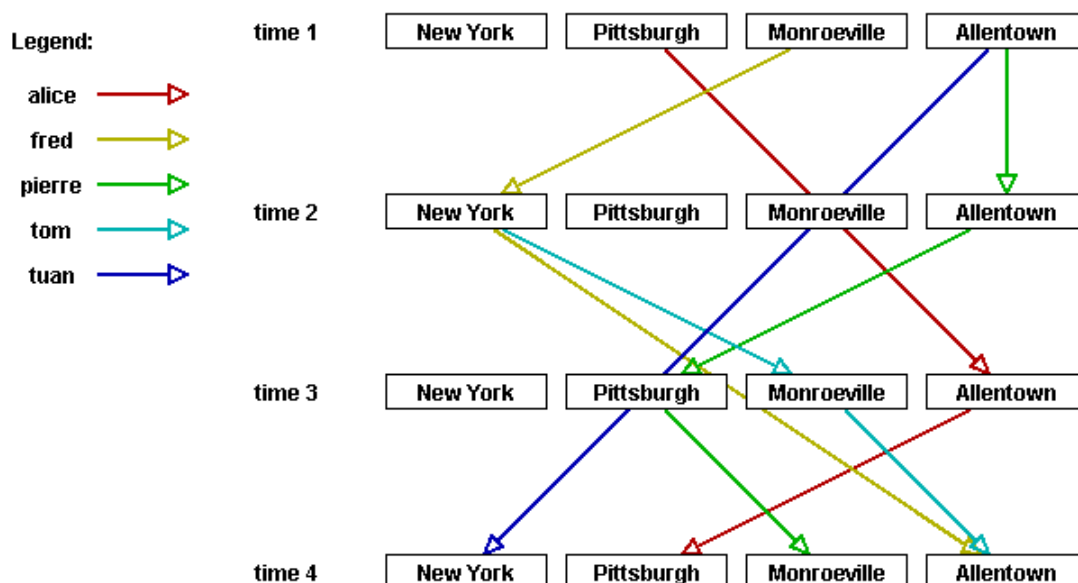 Legend:
alice
fred
pierre
tom
tuan
time 1 New York Pittsburgh Monroeville Allentown
time 2 New York Pittsburgh Monroeville Allentown
time 3 New York Pittsburgh Monroeville Allentown
time 4 New York Pittsburgh Monroeville Allentown